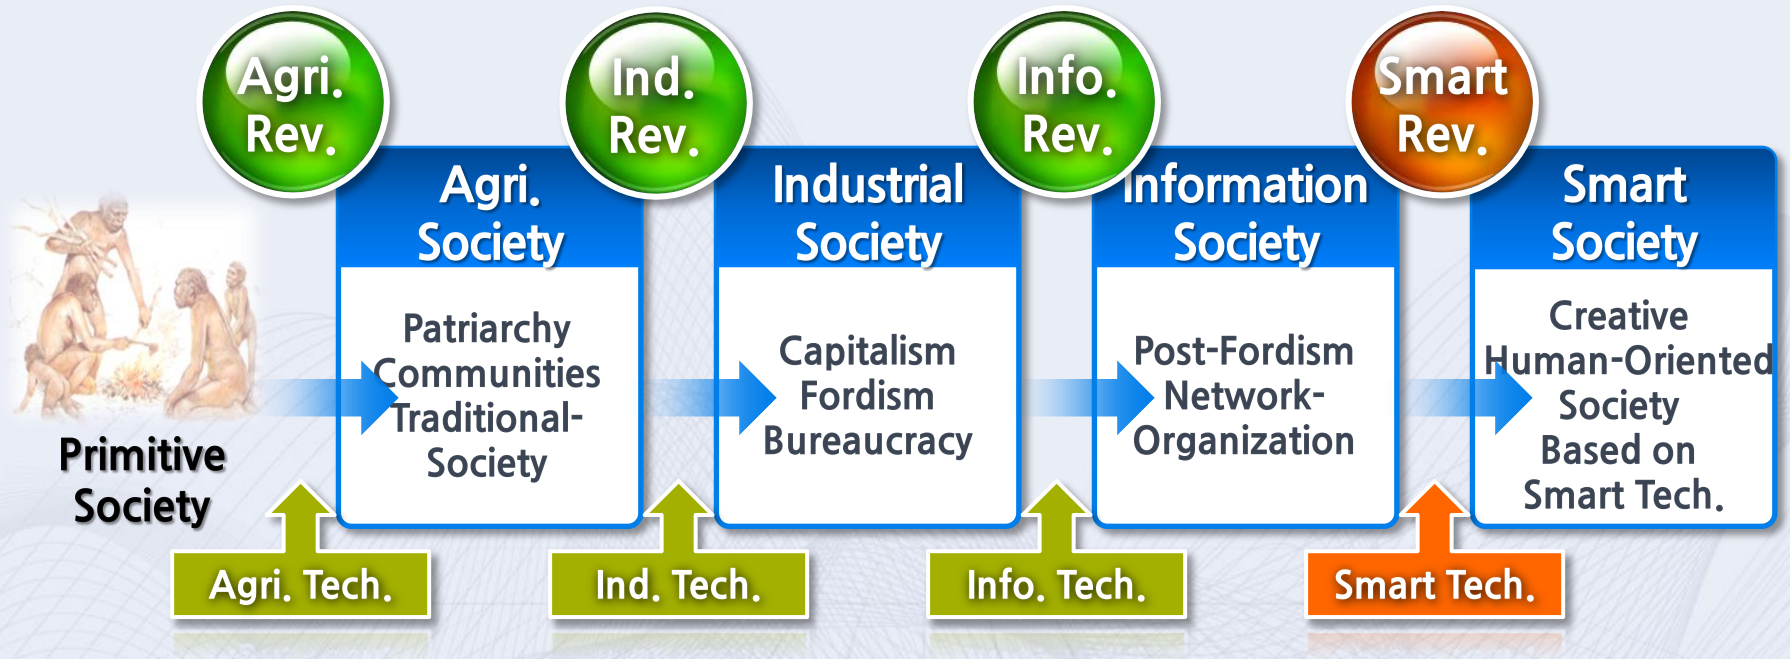 Agri.
Rev.
Ind.
Rev.
Info.
Rev.
Smart
Rev.
Primitive
Society
Agri.
Society
Patriarchy
Communities
Traditional-
Society
Industrial
Society
Capitalism
Fordism
Bureaucracy
Information
Society
Post-Fordism
Network-
Organization
Smart
Society
Creative
Human-Oriented
Society
Based on
Smart Tech.
Agri. Tech.
Ind. Tech.
Info. Tech.
Smart Tech.